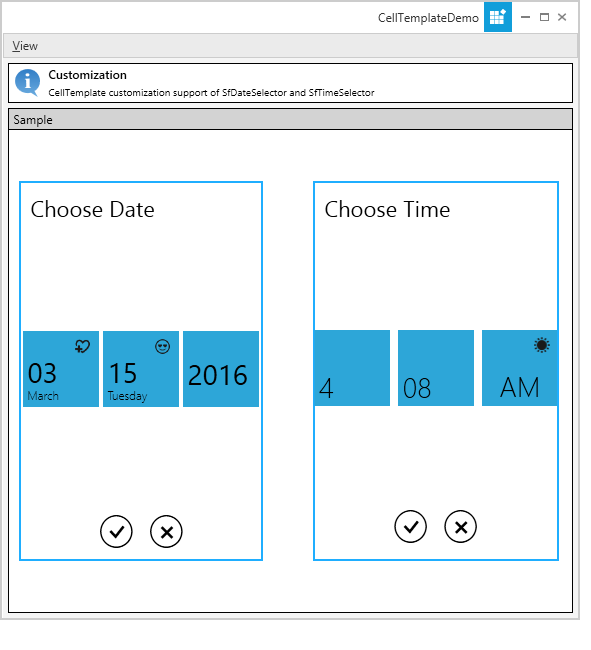 CellTemplateDemo
View
Customization
CellTemplate customization support of SfDateSelector and SfTimeSelector
Sample
Choose Date
03
March
15
Tuesday
2016
Choose Time
4
08
AM